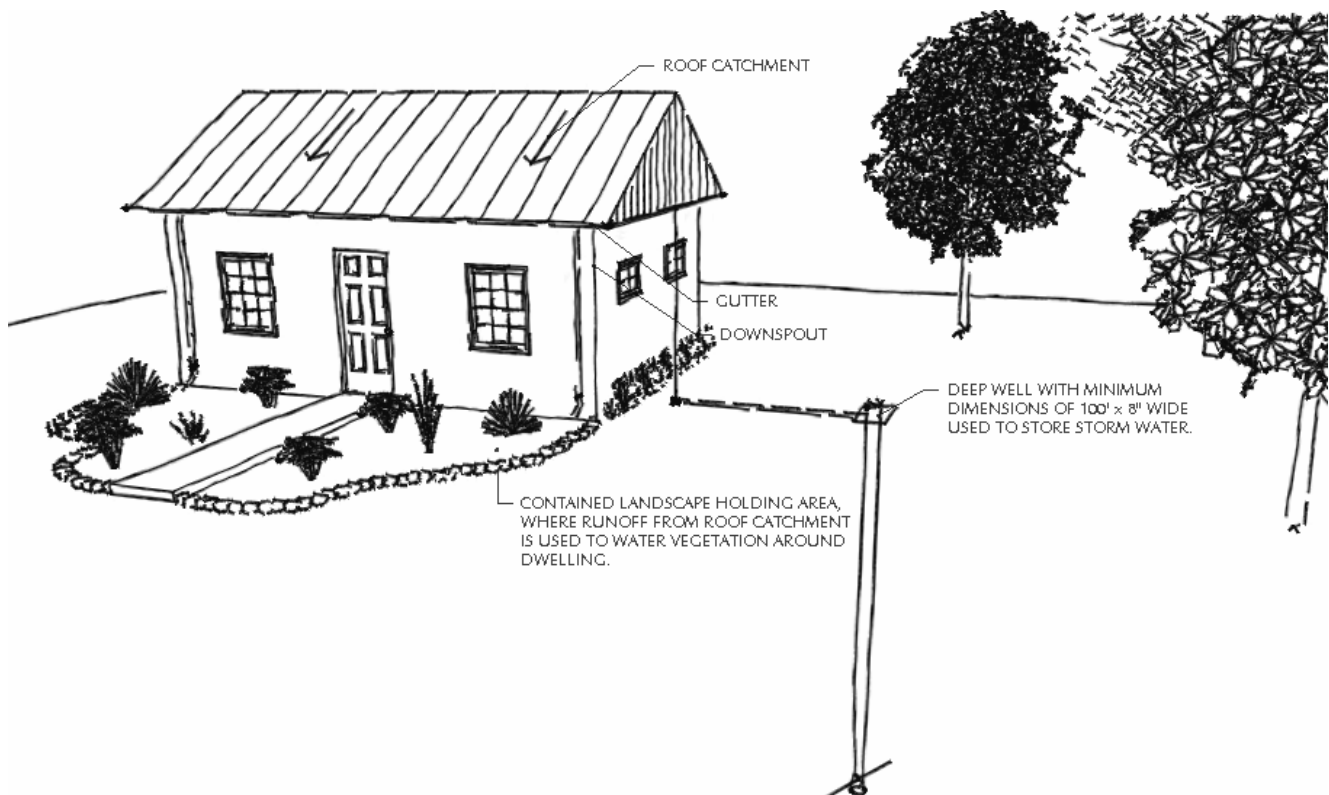 ROOF CATCHMENT
GUTTER
DOWNSPOUT
DEEP WELL WITH MINIMUM
DIMENSIONS OF 100' x 8" WIDE
USED TO STORE STORM WATER.
CONTAINED LANDSCAPE HOLDING AREA,
WHERE RUNOFF FROM ROOF CATCHMENT
IS USED TO WATER VEGETATION AROUND
DWELLING.